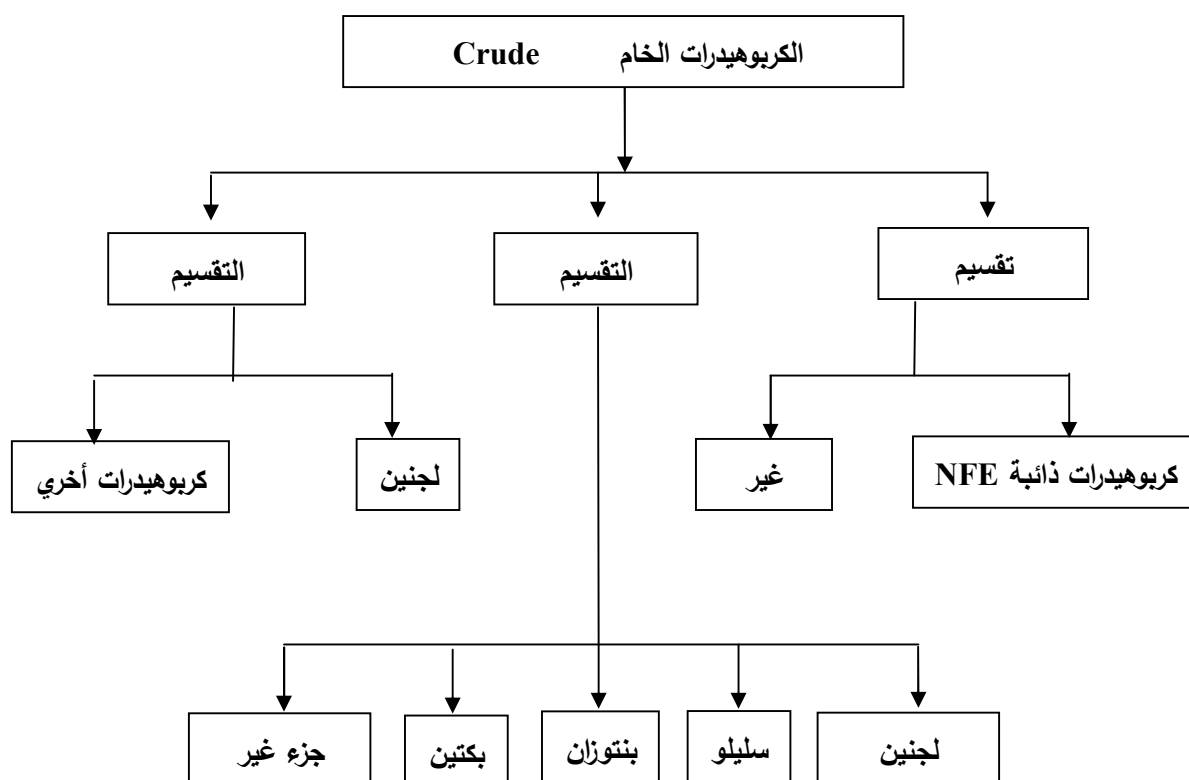 الكربوهيدرات الخام Crude
تقسيم
التقسيم
التقسيم
كربوهيدرات ذائبة NFE
غير
لجنين
كربوهيدرات أخري
لجنين
سليلو
بنتوزان
بكتين
جزء غير